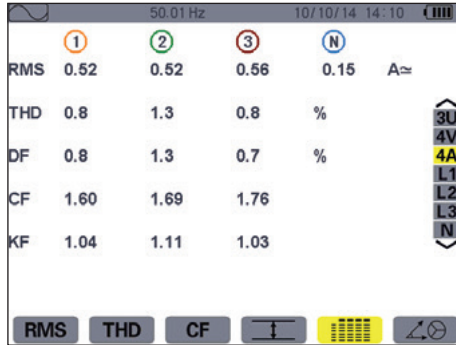 50.01 Hz 10/10/14 14:10
1 2 3 N
RMS 0.52 0.52 0.56 0.15 A≃
THD 0.8 1.3 0.8 %
DF 0.8 1.3 0.7 %
CF 1.60 1.69 1.76
KF 1.04 1.11 1.03
3U
4V
4A
L1
L2
L3
N
RMS THD CF